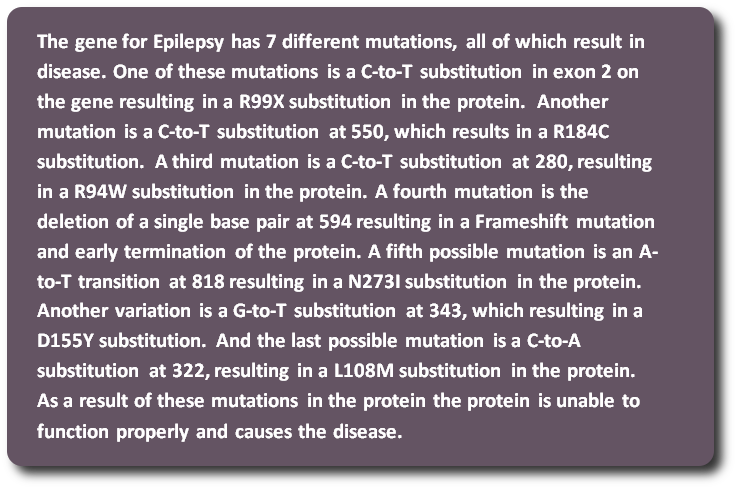 The gene for Epilepsy has 7 different mutations, all of which result in
disease. One of these mutations is a C-to-T substitution in exon 2 on
the gene resulting in a R99X substitution in the protein. Another
mutation is a C-to-T substitution at 550, which results in a R184C
substitution. A third mutation is a C-to-T substitution at 280, resulting
in a R94W substitution in the protein. A fourth mutation is the
deletion of a single base pair at 594 resulting in a Frameshift mutation
and early termination of the protein. A fifth possible mutation is an A-
to-T transition at 818 resulting in a N273I substitution in the protein.
Another variation is a G-to-T substitution at 343, which resulting in a
D155Y substitution. And the last possible mutation is a C-to-A
substitution at 322, resulting in a L108M substitution in the protein.
As a result of these mutations in the protein the protein is unable to
function properly and causes the disease.